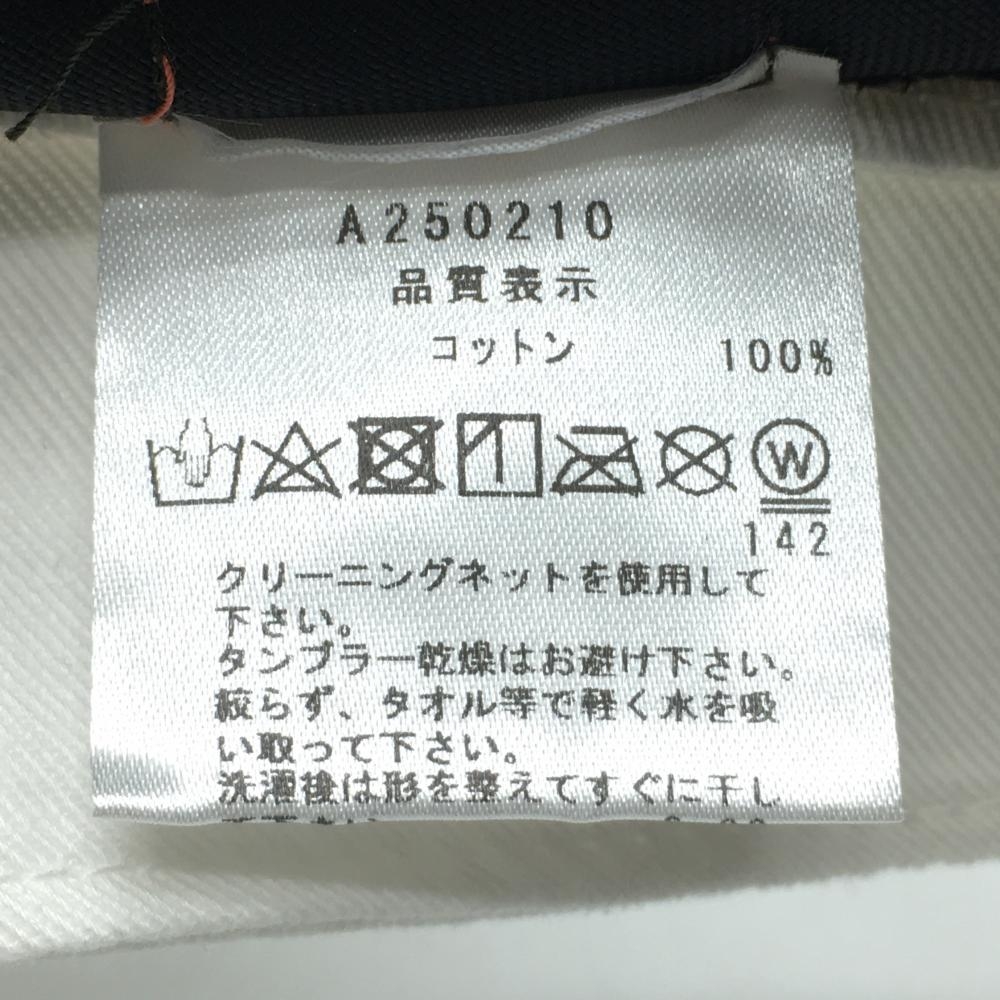 A250210
品質表示
コットン 100%
W
142
クリーニングネットを使用して
下さい。
タンブラー乾燥はお避け下さい。
絞らず、タオル等で軽く水を吸
い取って下さい。
洗濯後は形を整えてすぐに干し